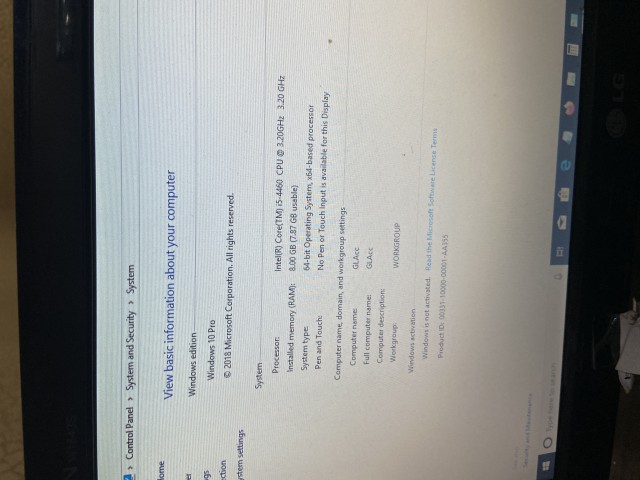 Control Panel > System and Security > System
View basic information about your computer
Windows edition
Windows 10 Pro
© 2018 Microsoft Corporation. All rights reserved.
System
Processor: Intel(R) Core(TM) i5-4460 CPU @ 3.20GHz 3.20 GHz
Installed memory (RAM): 8.00 GB (7.87 GB usable)
System type: 64-bit Operating System, x64-based processor
Pen and Touch: No Pen or Touch Input is available for this Display
Computer name, domain, and workgroup settings
Computer name: GLAcc
Full computer name: GLAcc
Computer description:
Workgroup: WORKGROUP
Windows activation
Windows is not activated. Read the Microsoft Software License Terms
Product ID: 00331-10000-00001-AA355
ome
gs
ction
ystem settings
Security and Maintenance
Type here to search
LG